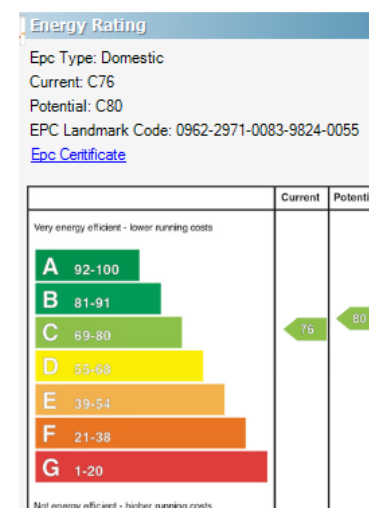 Energy Rating
Epc Type: Domestic
Current: C76
Potential: C80
EPC Landmark Code: 0962-2971-0083-9824-0055
Epc Ceritificate
Current Potenti
Very energy efficient - lower running costs
A 92-100
B 81-91
C 69-80
76
80
D 55-68
E 39-54
F 21-38
G 1-20
Not energy efficient - higher running costs